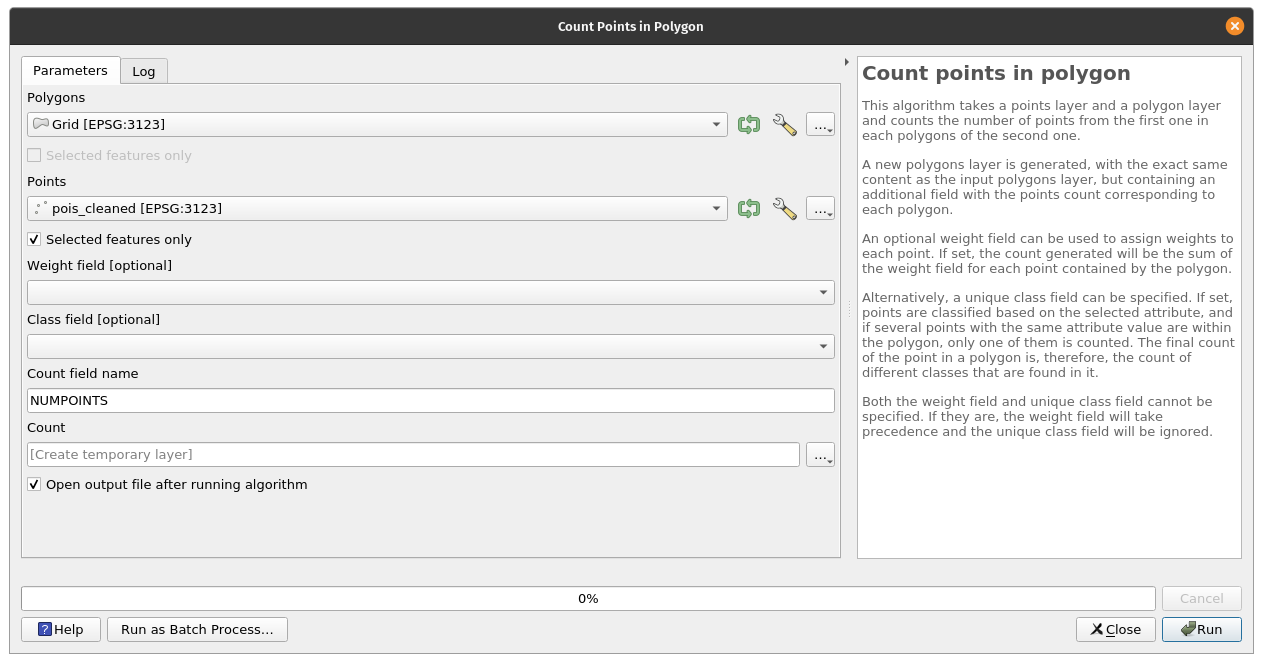 Count Points in Polygon
Parameters
Log
Polygons
Grid [EPSG:3123]
...
Selected features only
Points
pois_cleaned [EPSG:3123]
...
Selected features only
Weight field [optional]
Class field [optional]
Count field name
NUMPOINTS
Count
[Create temporary layer]
...
Open output file after running algorithm
Count points in polygon
This algorithm takes a points layer and a polygon layer
and counts the number of points from the first one in
each polygons of the second one.
A new polygons layer is generated, with the exact same
content as the input polygons layer, but containing an
additional field with the points count corresponding to
each polygon.
An optional weight field can be used to assign weights to
each point. If set, the count generated will be the sum of
the weight field for each point contained by the polygon.
Alternatively, a unique class field can be specified. If set,
points are classified based on the selected attribute, and
if several points with the same attribute value are within
the polygon, only one of them is counted. The final count
of the point in a polygon is, therefore, the count of
different classes that are found in it.
Both the weight field and unique class field cannot be
specified. If they are, the weight field will take
precedence and the unique class field will be ignored.
0%
Cancel
? Help
Run as Batch Process...
Close
Run